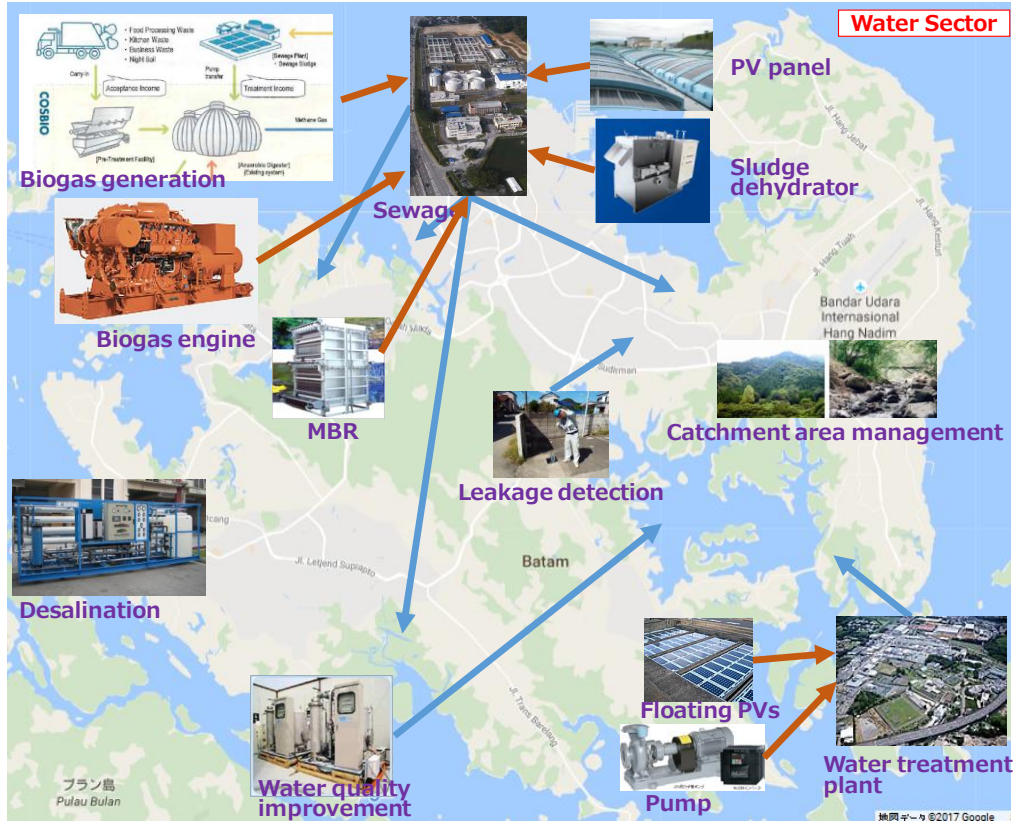 Water Sector
Food Processing Waste
Kitchen Waste
Business Waste
Night Soil
[Sewage Plant]
Sewage Sludge
Carry-in
Pump
transfer
Acceptance Income
Treatment Income
COSBIO
Methane Gas
[Pre-Treatment Facility]
[Anaerobic Digester]
(Existing system)
Biogas generation
Sewage
PV panel
Sludge
dehydrator
Jl. Hang Jebat
Jl. Hang Tuah
Jl. Hang Kesturi
Bandar Udara
Internasional
Hang Nadim
Biogas engine
MBR
Sudirman
Leakage detection
Catchment area management
Desalination
Jl. Letjend Suprapto
Batam
Jl. Trans Barelang
Floating PVs
Pump
Water treatment
plant
Water quality
improvement
プラン島
Pulau Bulan
地図データ ©2017 Google